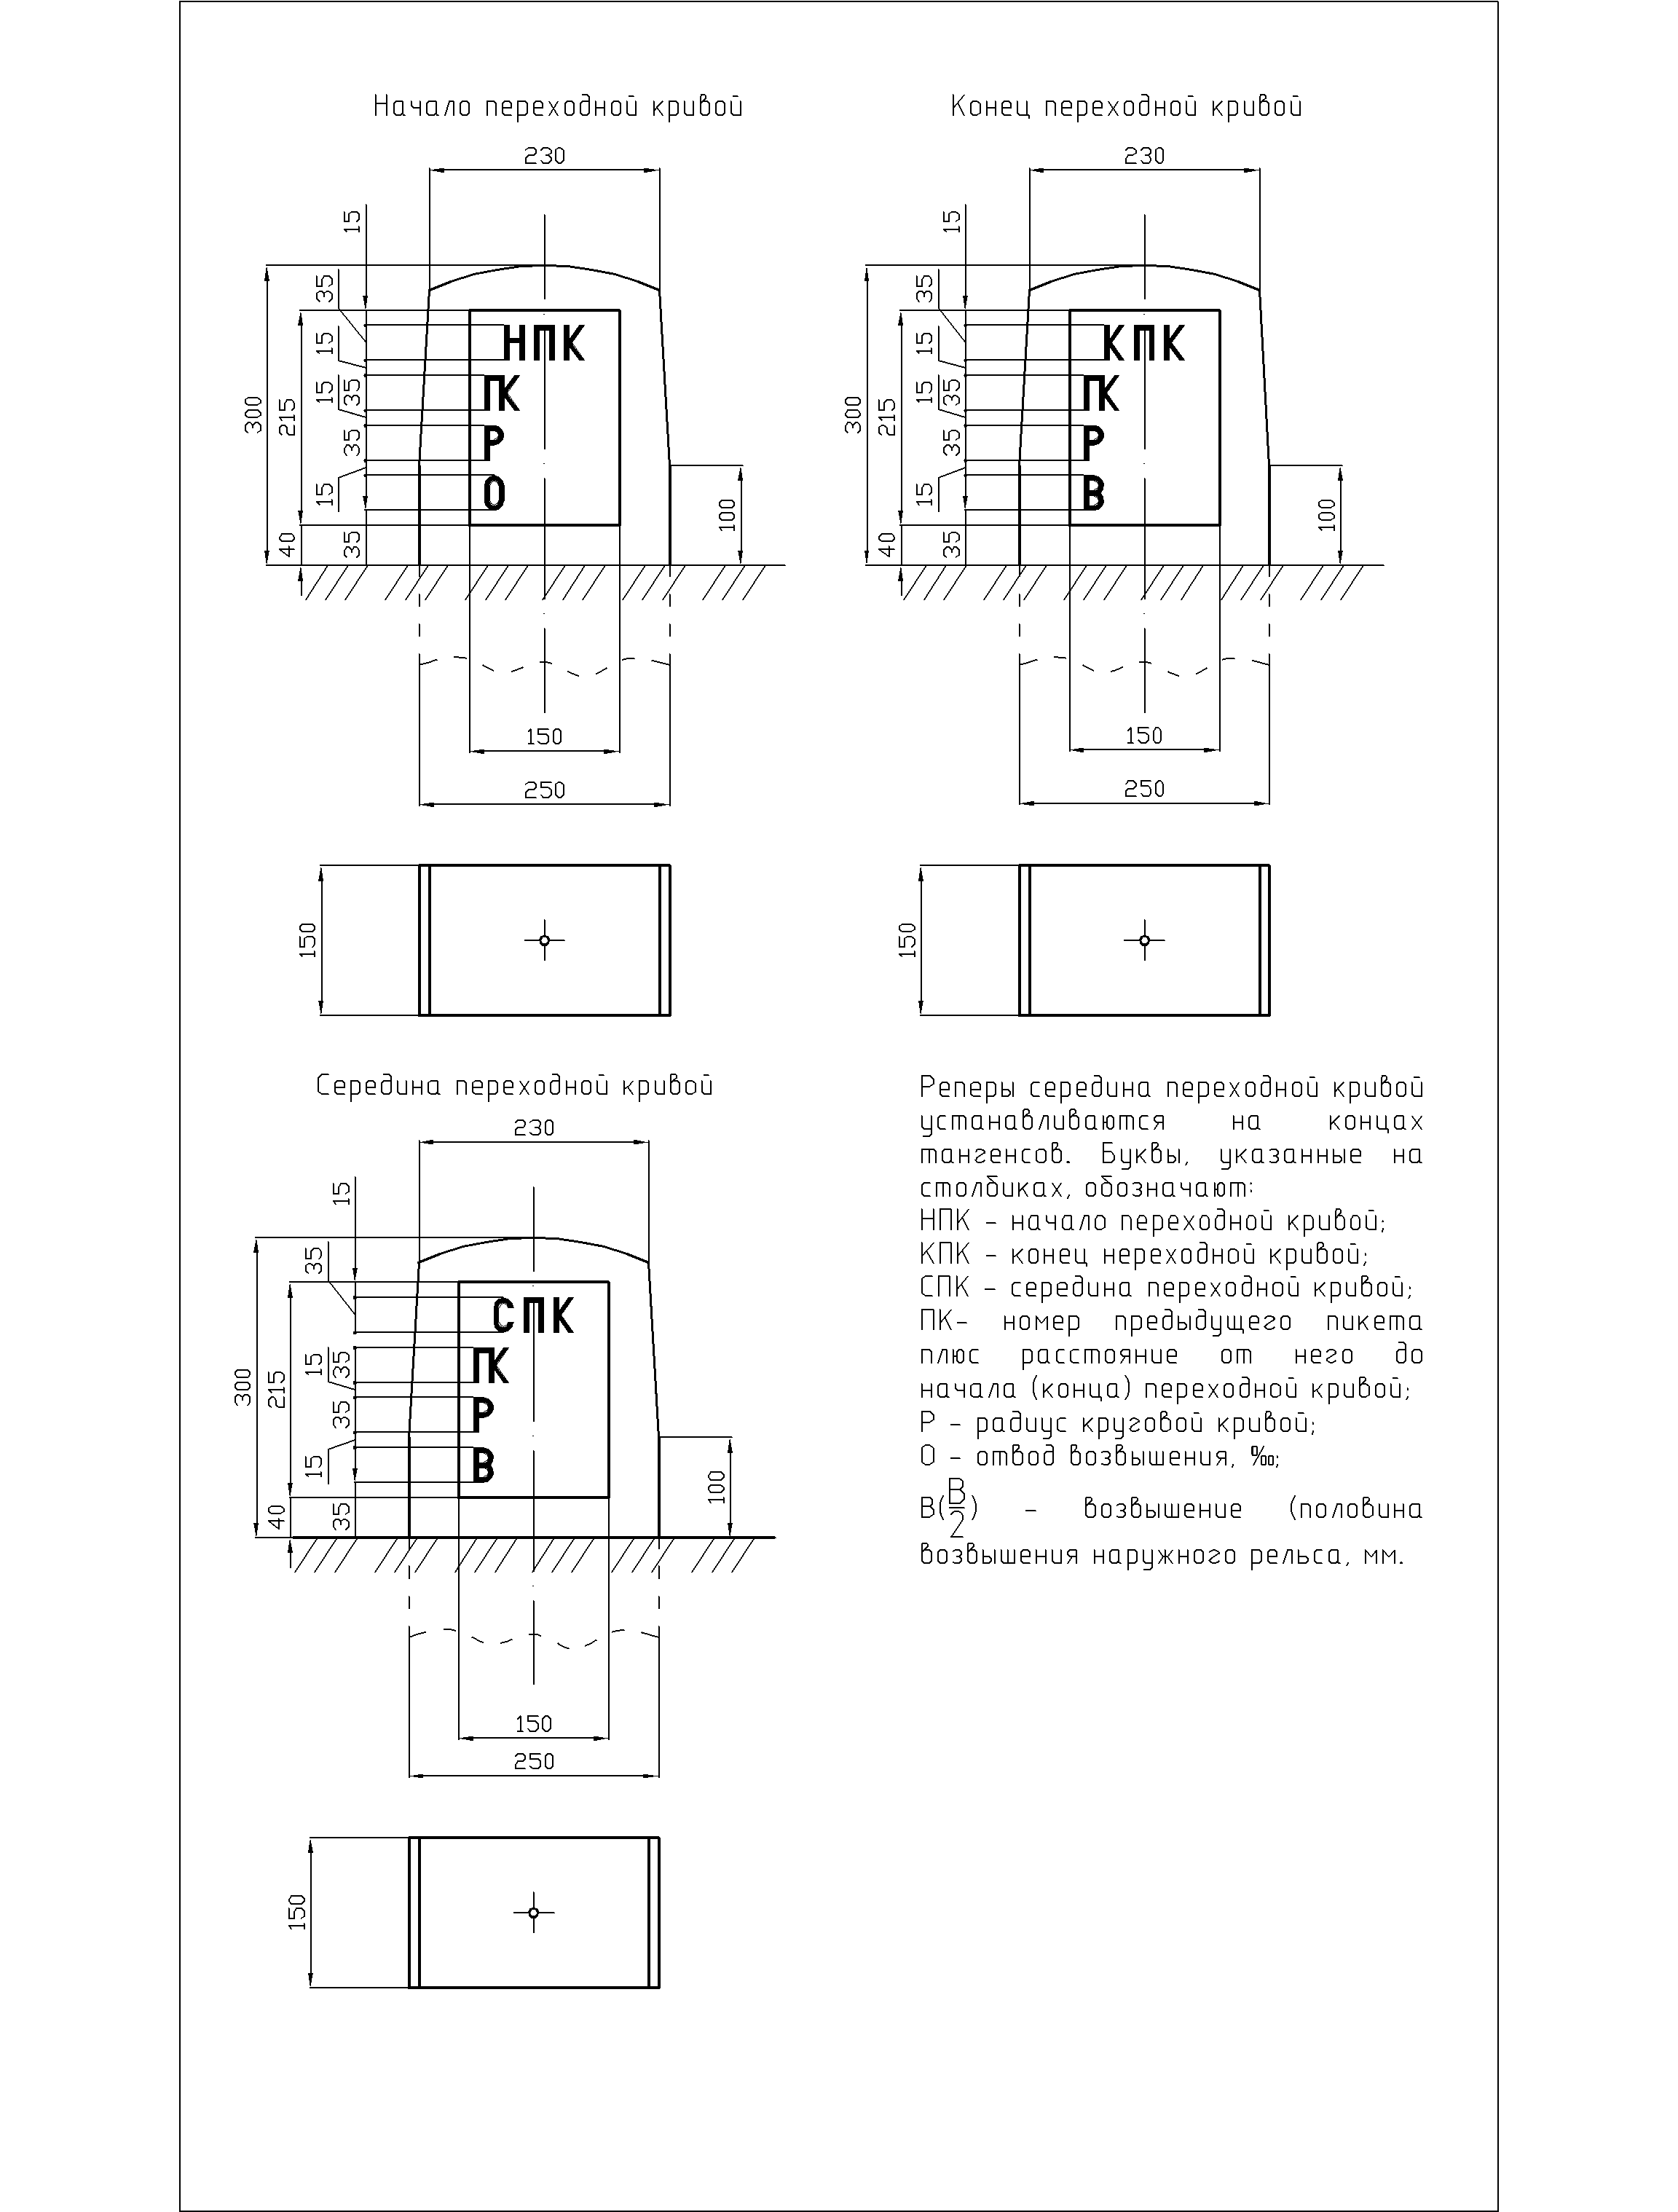 Начало переходной кривой
230
15
35
15
15
35
35
15
35
300
215
40
100
НПК
ПК
Р
О
150
250
150
Конец переходной кривой
230
15
35
15
15
35
35
15
35
300
215
40
100
КПК
ПК
Р
В
150
250
150
Середина переходной кривой
230
15
35
15
35
35
15
35
300
215
40
100
СПК
ПК
Р
В
150
250
150
Реперы середина переходной кривой
устанавливаются на концах
тангенсов. Буквы, указанные на
столбиках, обозначают:
НПК - начало переходной кривой;
КПК - конец нереходной кривой;
СПК - середина переходной кривой;
ПК- номер предыдущего пикета
плюс расстояние от него до
начала (конца) переходной кривой;
Р - радиус круговой кривой;
О - отвод возвышения, ‰;
В(В/2) - возвышение (половина
возвышения наружного рельса, мм.